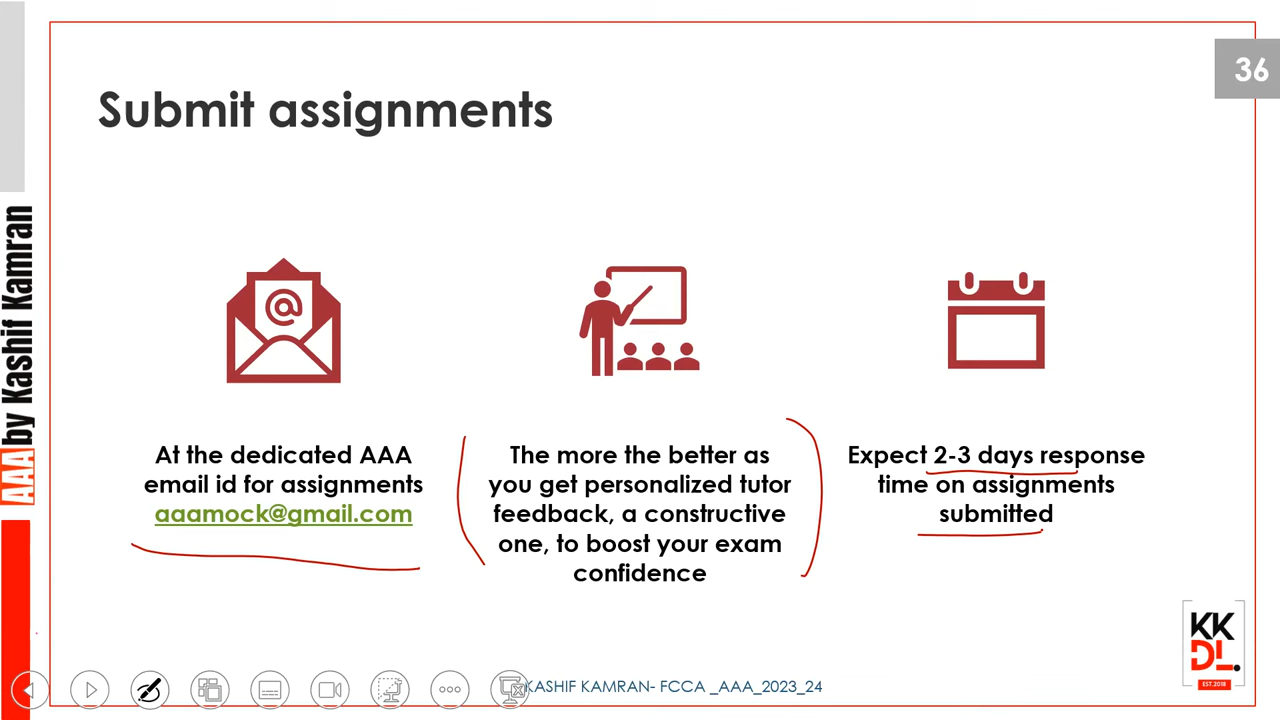 36
Submit assignments
AAA by Kashif Kamran
At the dedicated AAA
email id for assignments
aaamock@gmail.com
The more the better as
you get personalized tutor
feedback, a constructive
one, to boost your exam
confidence
Expect 2-3 days response
time on assignments
submitted
KK
DL.
EST.2018
KASHIF KAMRAN- FCCA _AAA_2023_24